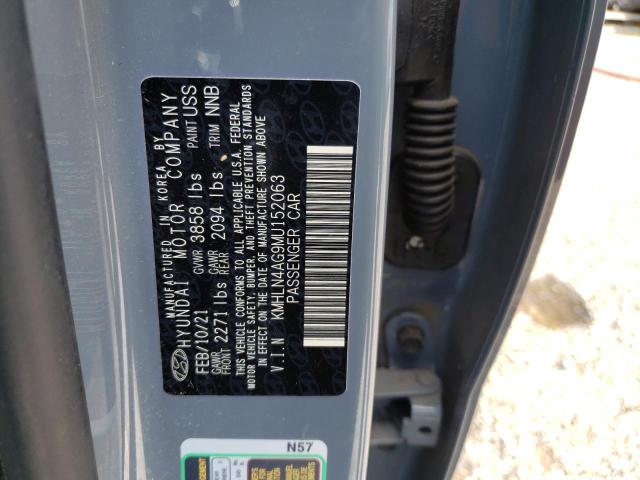 MANUFACTURED IN KOREA BY
HYUNDAI MOTOR COMPANY
FEB/10/21 GVWR 3858 lbs PAINT USS
GAWR FRONT 2271 lbs GAWR REAR 2094 lbs TRIM NNB
THIS VEHICLE CONFORMS TO ALL APPLICABLE U.S.A. FEDERAL
MOTOR VEHICLE SAFETY, BUMPER, AND THEFT PREVENTION STANDARDS
IN EFFECT ON THE DATE OF MANUFACTURE SHOWN ABOVE
V.I.N KMHLN4AG9MU152063
PASSENGER CAR
N57